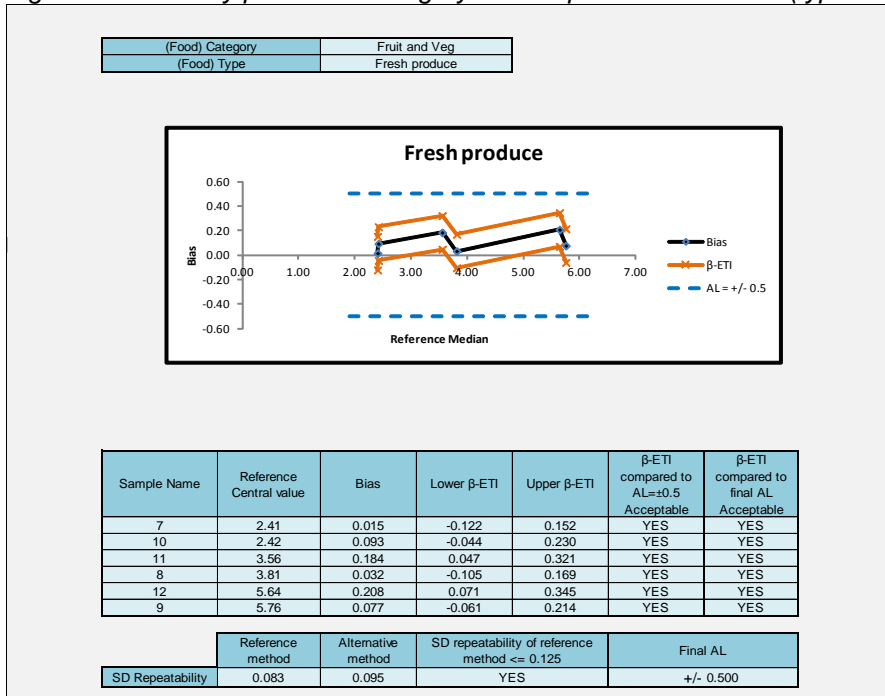 (Food) Category Fruit and Veg
(Food) Type Fresh produce
Fresh produce
0.60
0.40
0.20
0.00
-0.20
-0.40
-0.60
0.00 1.00 2.00 3.00 4.00 5.00 6.00 7.00
Bias
Reference Median
Bias
β-ETI
AL = +/- 0.5
Sample Name Reference Central value Bias Lower β-ETI Upper β-ETI β-ETI compared to AL=±0.5 Acceptable β-ETI compared to final AL Acceptable
7 2.41 0.015 -0.122 0.152 YES YES
10 2.42 0.093 -0.044 0.230 YES YES
11 3.56 0.184 0.047 0.321 YES YES
8 3.81 0.032 -0.105 0.169 YES YES
12 5.64 0.208 0.071 0.345 YES YES
9 5.76 0.077 -0.061 0.214 YES YES
Reference method Alternative method SD repeatability of reference method <= 0.125 Final AL
SD Repeatability 0.083 0.095 YES +/- 0.500